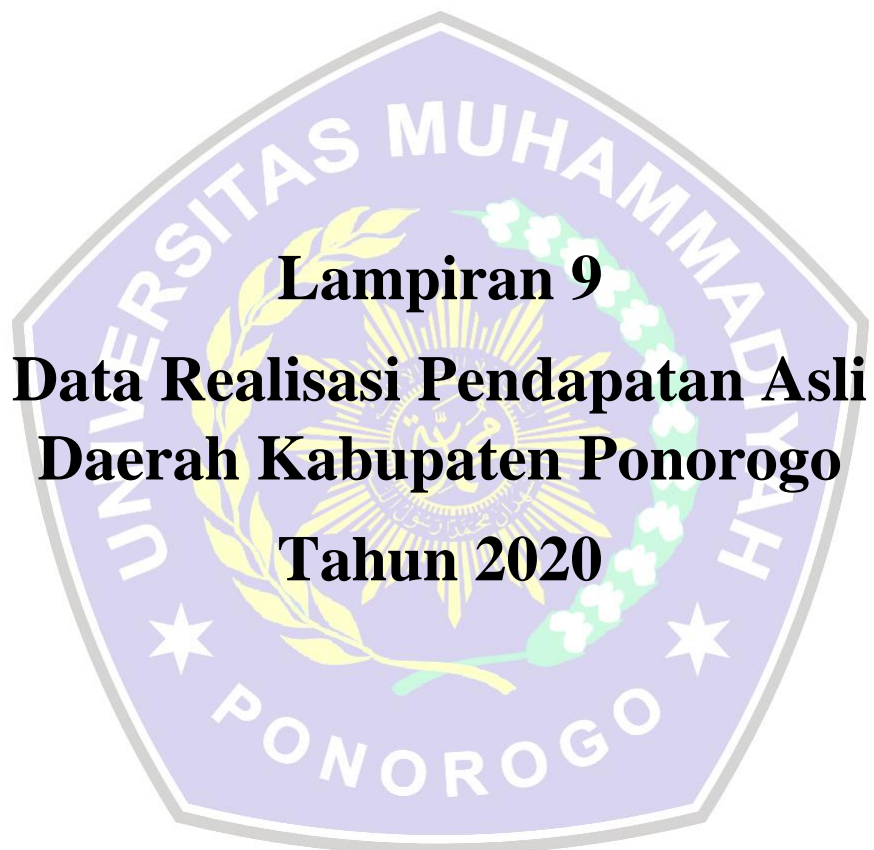 UNIVERSITAS MUHAMMADIYAH
Lampiran 9
Data Realisasi Pendapatan Asli
Daerah Kabupaten Ponorogo
Tahun 2020
PONOROGO